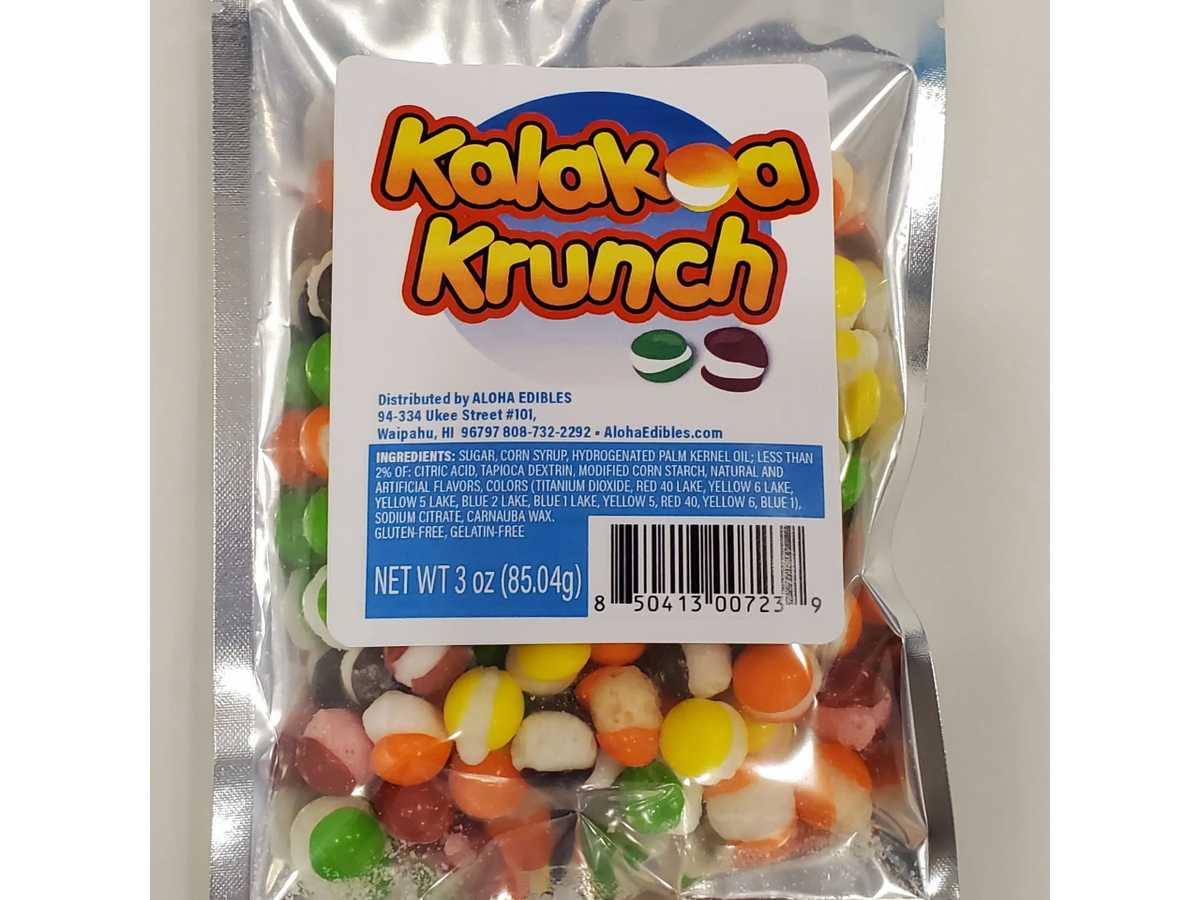 Kalakoa
Krunch
Distributed by ALOHA EDIBLES
94-334 Ukee Street #101,
Waipahu, HI 96797 808-732-2292 • AlohaEdibles.com
INGREDIENTS: SUGAR, CORN SYRUP, HYDROGENATED PALM KERNEL OIL; LESS THAN
2% OF: CITRIC ACID, TAPIOCA DEXTRIN, MODIFIED CORN STARCH, NATURAL AND
ARTIFICIAL FLAVORS, COLORS (TITANIUM DIOXIDE, RED 40 LAKE, YELLOW 6 LAKE,
YELLOW 5 LAKE, BLUE 2 LAKE, BLUE 1 LAKE, YELLOW 5, RED 40, YELLOW 6, BLUE 1),
SODIUM CITRATE, CARNAUBA WAX.
GLUTEN-FREE, GELATIN-FREE
NET WT 3 oz (85.04g)
8 50413 00723 9